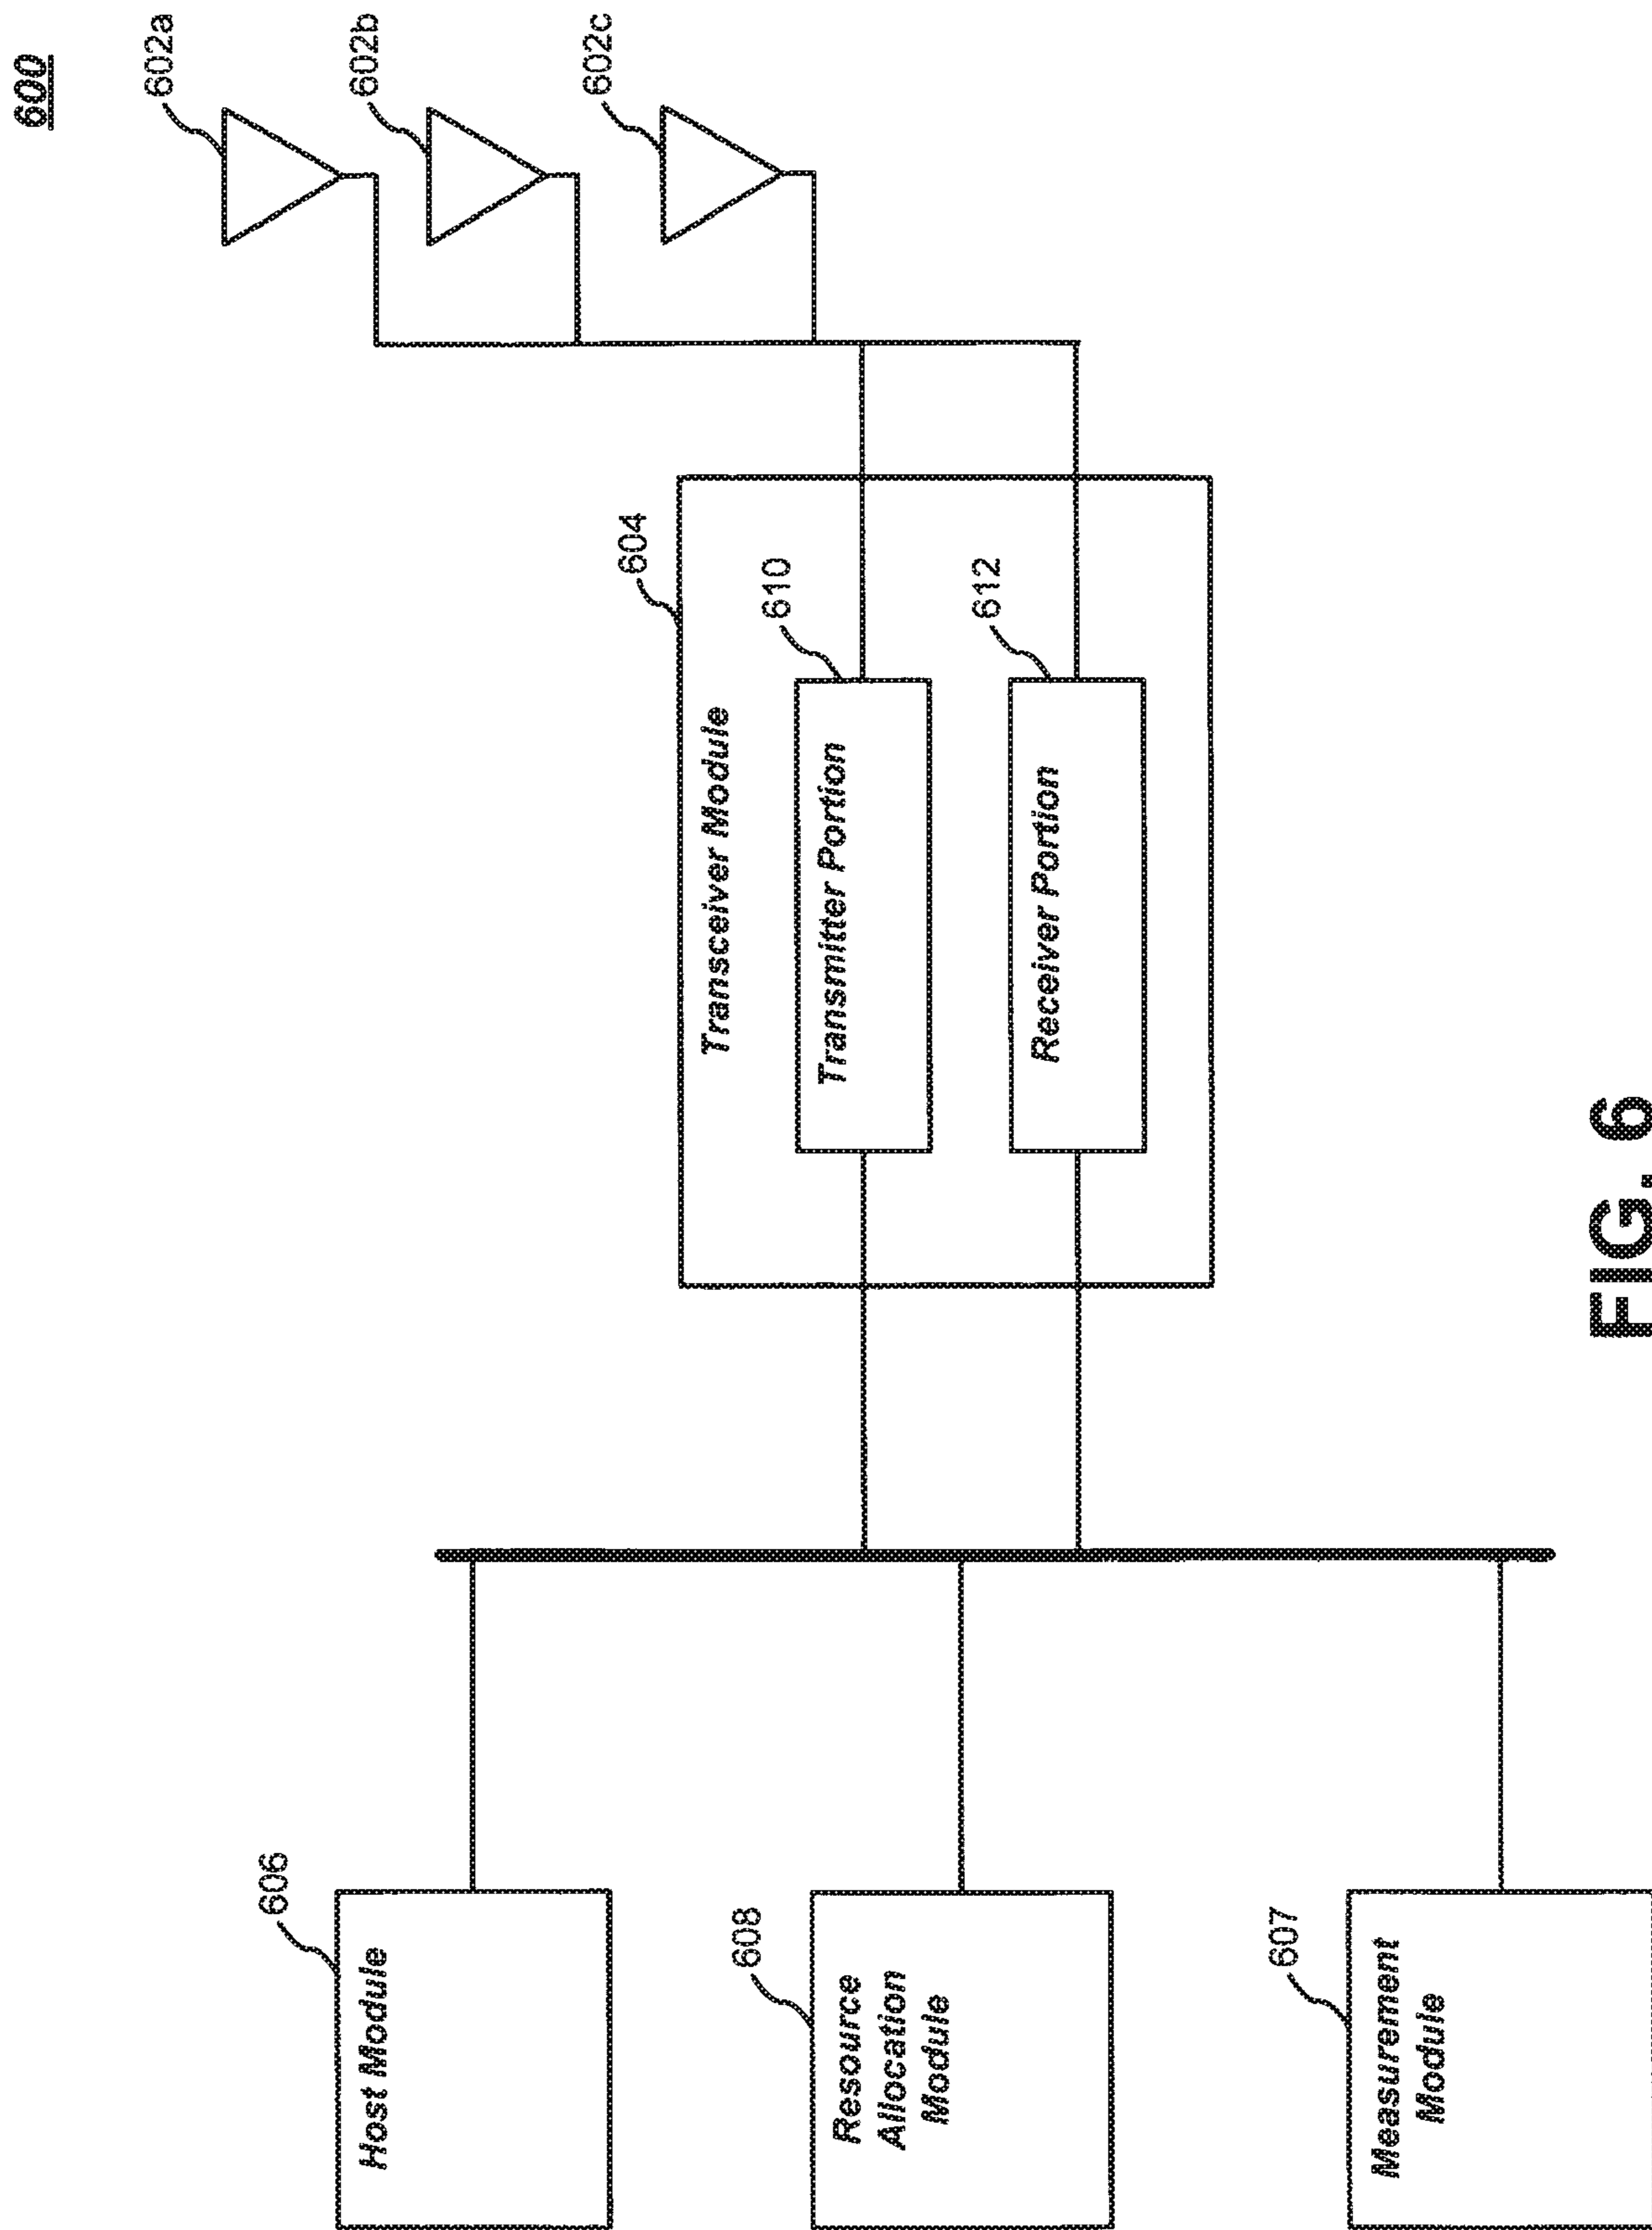 600
602a
602b
602c
604
Transceiver Module
610
Transmitter Portion
612
Receiver Portion
606
Host Module
608
Resource
Allocation
Module
607
Measurement
Module
FIG. 6